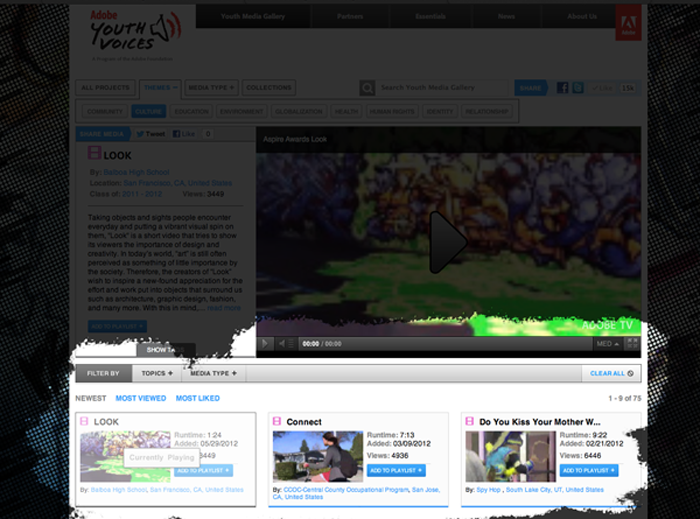 Adobe
YOUTH
VOICES
A Program of the Adobe Foundation
Youth Media Gallery
Partners
Essentials
News
About Us
Adobe
ALL PROJECTS
THEMES
MEDIA TYPE
COLLECTIONS
Search Youth Media Gallery
SHARE
15k
COMMUNITY
CULTURE
EDUCATION
ENVIRONMENT
GLOBALIZATION
HEALTH
HUMAN RIGHTS
IDENTITY
RELATIONSHIP
SHARE MEDIA
Tweet
Like
0
LOOK
By: Balboa High School
Location: San Francisco, CA, United States
Class of: 2011 - 2012 Views: 3449
Taking objects and sights people encounter
everyday and putting a vibrant visual spin on
them, "Look" is a short video that tries to show
its viewers the importance of design and
creativity. In today's world, "art" is still often
perceived as something of little importance by the
society. Therefore, the creators of "Look"
wish to inspire a new-found appreciation for the
effort and work put into objects that surround us
such as architecture, graphic design, fashion,
and many more. With this in mind,... read more
ADD TO PLAYLIST +
SHOW TA
Aspira Awards Look
ADOBE TV
00:00 / 00:00
MED
FILTER BY
TOPICS +
MEDIA TYPE +
CLEAR ALL
NEWEST MOST VIEWED MOST LIKED
1 - 9 of 75
LOOK
Runtime: 1:24
Added: 05/29/2012
3449
Currently Playing
ADD TO PLAYLIST +
By: Balboa High School, San Francisco, CA, United States
Connect
Runtime: 7:13
Added: 03/09/2012
Views: 4936
ADD TO PLAYLIST +
By: CCOC-Central County Occupational Program, San Jose,
CA, United States
Do You Kiss Your Mother W...
Runtime: 9:22
Added: 02/21/2012
Views: 6446
ADD TO PLAYLIST +
By: Spy Hop , South Lake City, UT, United States